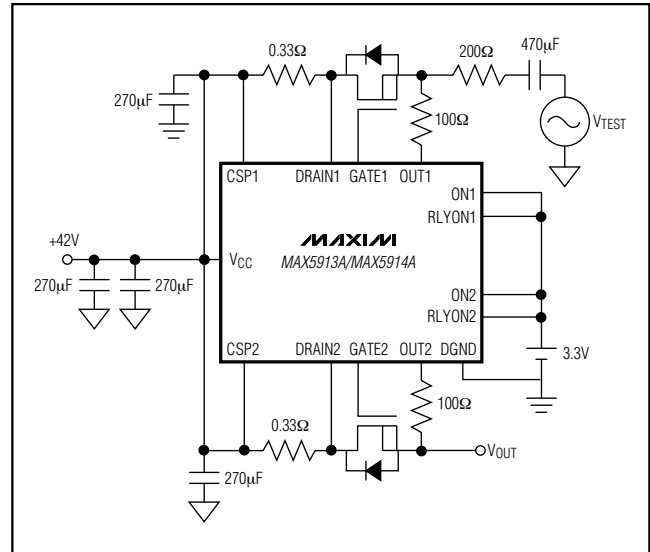 0.33Ω
200Ω
470µF
270µF
100Ω
VTEST
CSP1
DRAIN1
GATE1
OUT1
ON1
RLYON1
+42V
VCC
MAXIM
MAX5913A/MAX5914A
270µF
270µF
ON2
RLYON2
CSP2
DRAIN2
GATE2
OUT2
DGND
3.3V
0.33Ω
100Ω
VOUT
270µF